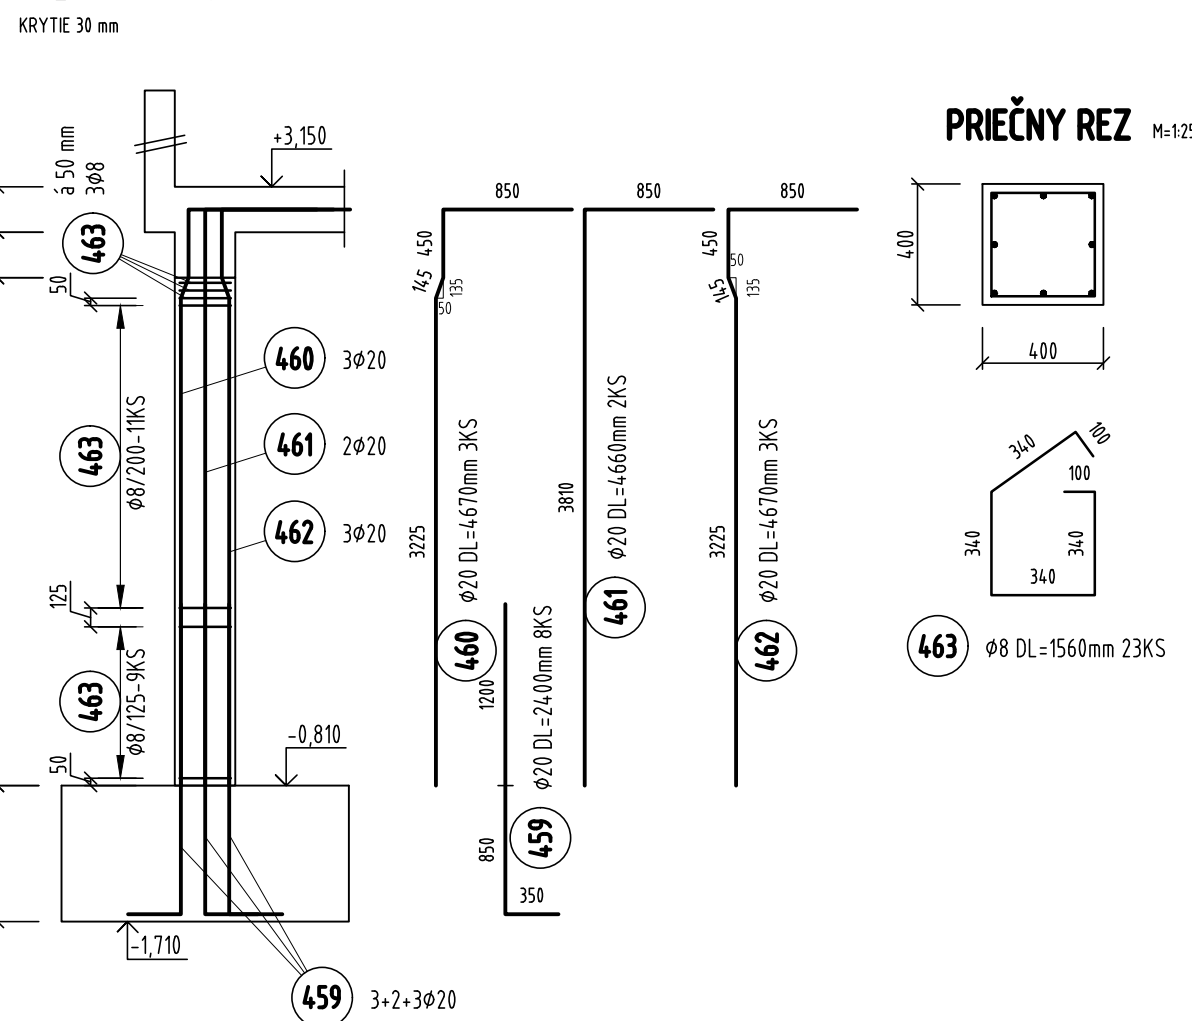 KRYTIE 30 mm
PRIEČNY REZ
M=1:25
á 50 mm
3ϕ8
+3,150
463
50
460
3ϕ20
461
2ϕ20
462
3ϕ20
463
ϕ8/200-11KS
125
463
ϕ8/125-9KS
50
-0,810
-1,710
459
3+2+3ϕ20
850
450
145
135
50
3225
ϕ20 DL=4670mm 3KS
460
1200
850
350
ϕ20 DL=2400mm 8KS
459
850
3810
ϕ20 DL=4660mm 2KS
461
850
450
50
145
135
3225
ϕ20 DL=4670mm 3KS
462
400
400
340
100
100
340
340
340
463
ϕ8 DL=1560mm 23KS